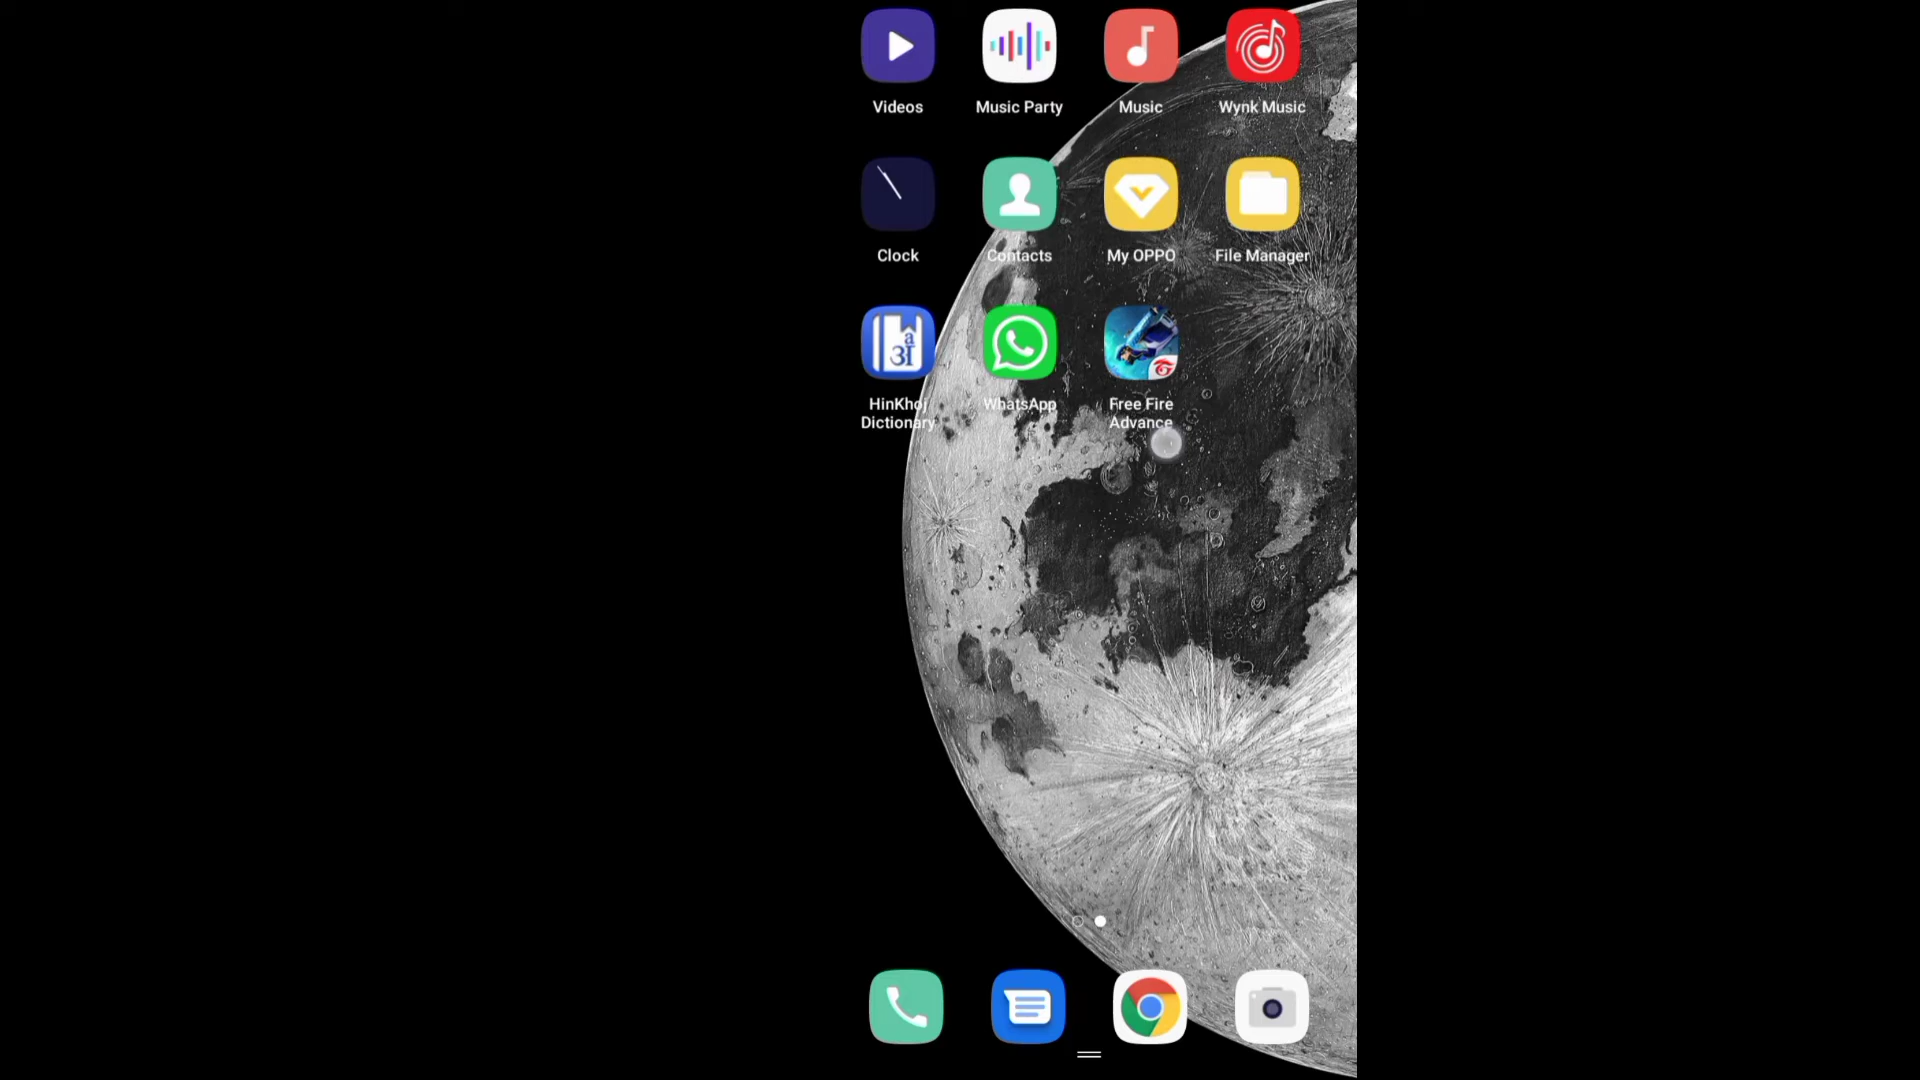 Videos
Music Party
Music
Wynk Music
Clock
Contacts
My OPPO
File Manager
a
अ
HinKhoj
Dictionary
WhatsApp
Free Fire
Advance